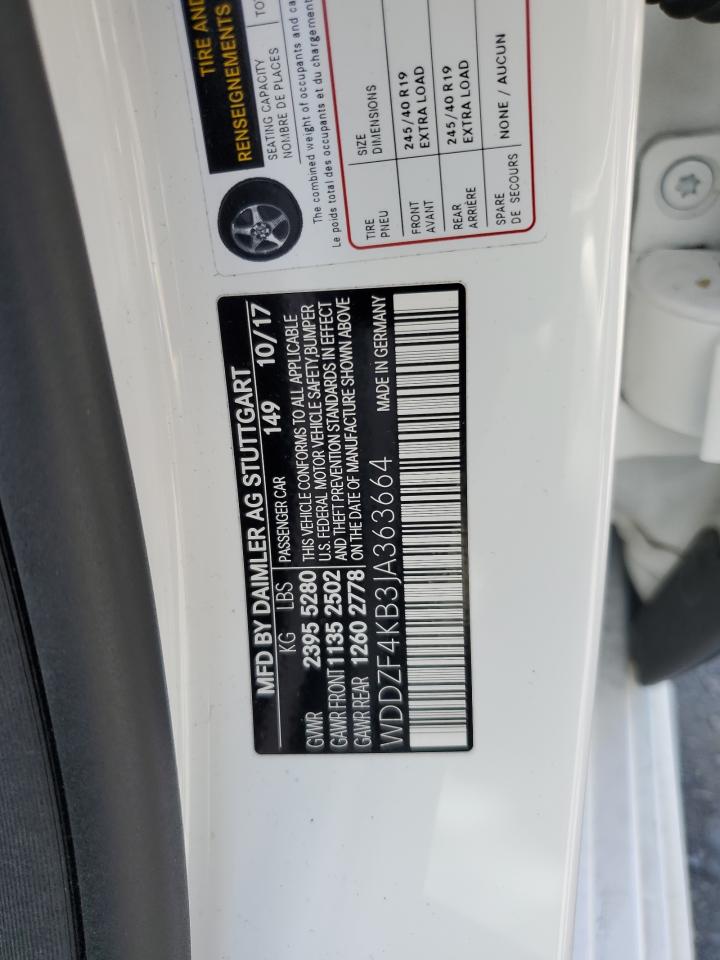 TIRE AND
RENSEIGNEMENTS
SEATING CAPACITY
NOMBRE DE PLACES
The combined weight of occupants and
Le poids total des occupants et du chargement
TIRE SIZE
PNEU DIMENSIONS
FRONT 245/40 R19
AVANT EXTRA LOAD
REAR 245/40 R19
ARRIÈRE EXTRA LOAD
SPARE NONE / AUCUN
DE SECOURS
MFD BY DAIMLER AG STUTTGART
KG LBS PASSENGER CAR 149 10/17
GVWR 2395 5280 THIS VEHICLE CONFORMS TO ALL APPLICABLE
U.S. FEDERAL MOTOR VEHICLE SAFETY,BUMPER
GAWR FRONT 1135 2502 AND THEFT PREVENTION STANDARDS IN EFFECT
GAWR REAR 1260 2778 ON THE DATE OF MANUFACTURE SHOWN ABOVE
WDDZF4KB3JA363664 MADE IN GERMANY